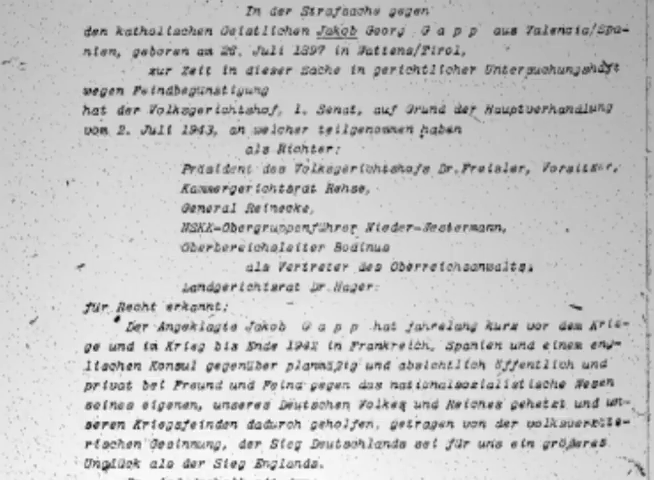 In der Strafsache gegen
den katholischen Geistlichen Jakob Georg G a p p aus Valencia/Spa-
nien, geboren am 26. Juli 1897 in Wattens/Tirol,
zur Zeit in dieser Sache in gerichtlicher Untersuchungshaft
wegen Feindbegünstigung
hat der Volksgerichtshof, 1. Senat, auf Grund der Hauptverhandlung
vom 2. Juli 1943, an welcher teilgenommen haben
als Richter:
Präsident des Volksgerichtshofs Dr.Freisler, Vorsitzer,
Kammergerichtsrat Rehse,
General Reinecke,
NSKK-Obergruppenführer Nieder-Westermann,
Oberbereichsleiter Bodinus
als Vertreter des Oberreichsanwalts:
Landgerichtsrat Dr.Hager:
für Recht erkannt:
Der Angeklagte Jakob G a p p hat jahrelang kurz vor dem Krie-
ge und im Krieg bis Ende 1942 in Frankreich, Spanien und einem eng-
lischen Konsul gegenüber planmäßig und absichtlich öffentlich und
privat bei Freund und Feind gegen das nationalsozialistische Wesen
seines eigenen, unseres Deutschen Volkes und Reiches gehetzt und un-
seren Kriegsfeinden dadurch geholfen, getragen von der volksverräte-
rischen Gesinnung, der Sieg Deutschlands sei für uns ein größeres
Unglück als der Sieg Englands.